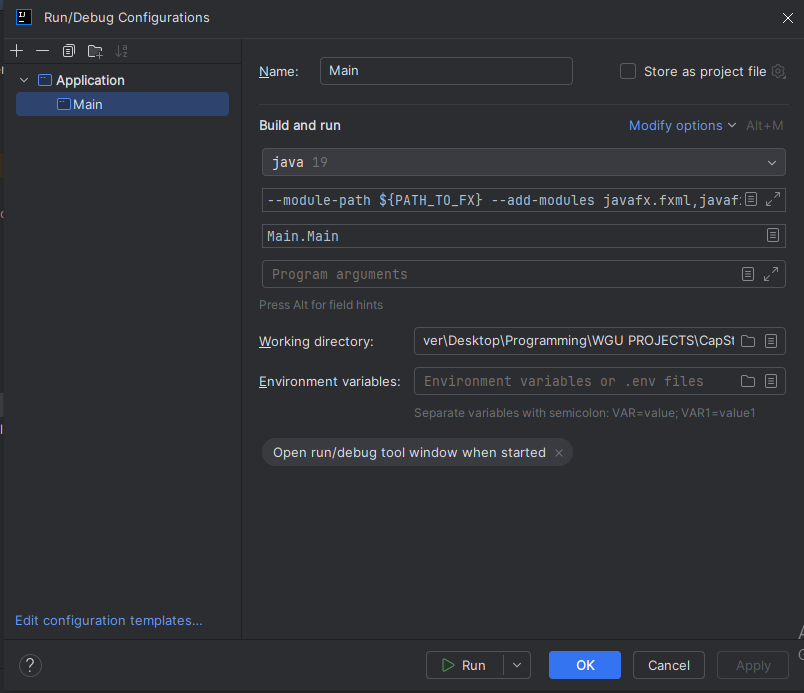 Run/Debug Configurations
Application
Main
Name: Main Store as project file
Build and run Modify options Alt+M
java 19
--module-path ${PATH_TO_FX} --add-modules javafx.fxml,javaf
Main.Main
Program arguments
Press Alt for field hints
Working directory: ver\Desktop\Programming\WGU PROJECTS\CapSt
Environment variables: Environment variables or .env files
Separate variables with semicolon: VAR=value; VAR1=value1
Open run/debug tool window when started
Edit configuration templates...
? Run OK Cancel Apply